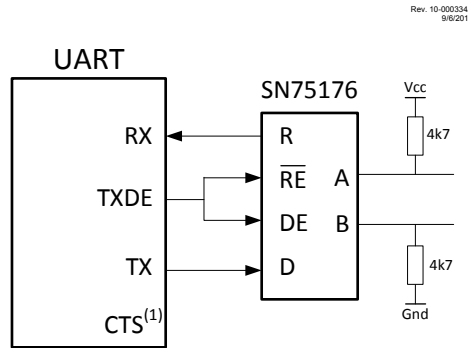 Rev. 10-000334
9/6/201
UART
SN75176
Vcc
RX
R
4k7
RE
A
TXDE
DE
B
TX
D
4k7
CTS(1)
Gnd